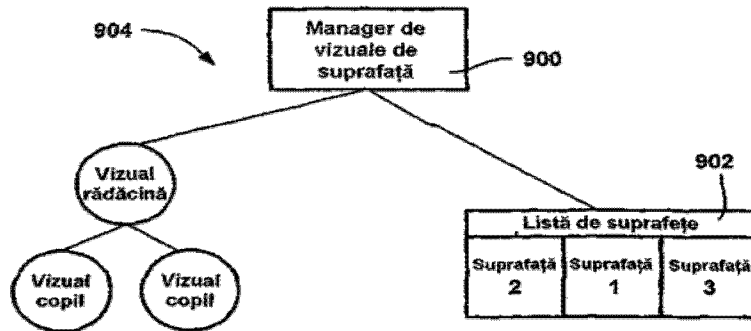 904
Manager de
vizuale de
suprafață
900
902
Vizual
rădăcină
Listă de suprafețe
Vizual
copil
Vizual
copil
Suprafață
2
Suprafață
1
Suprafață
3